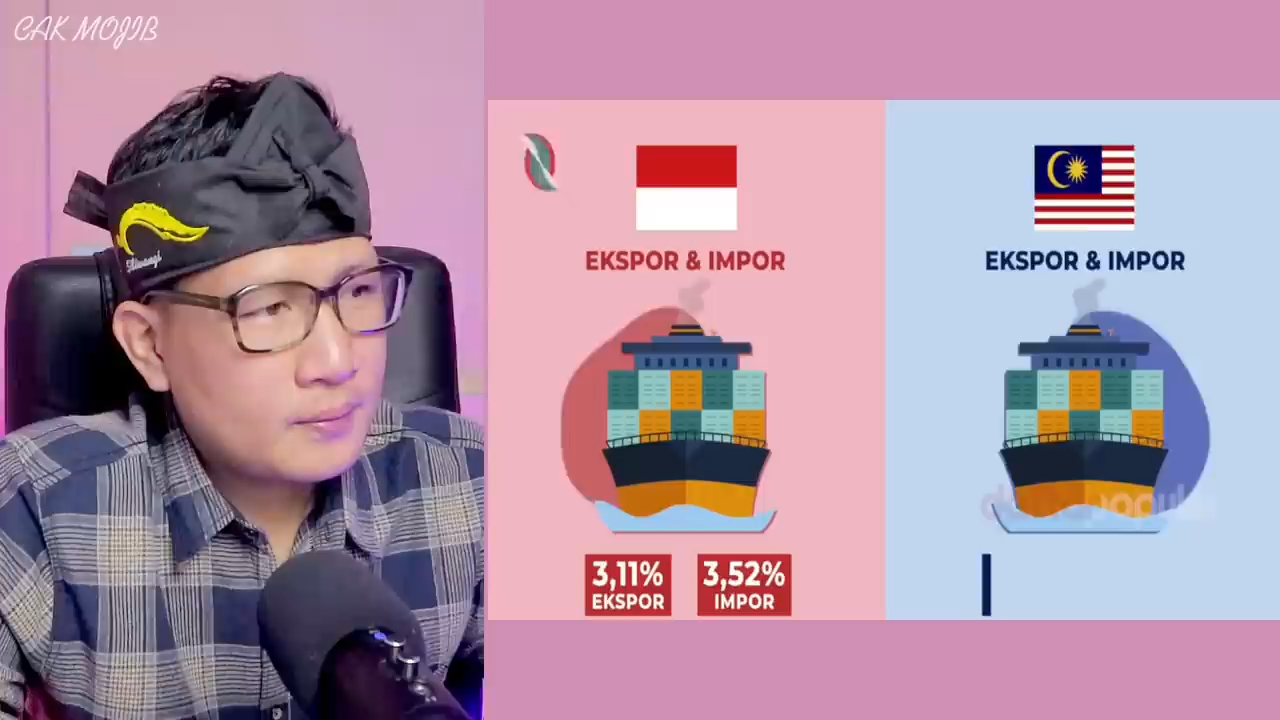 CAK MOJIB
EKSPOR & IMPOR
3,11%
EKSPOR
3,52%
IMPOR
EKSPOR & IMPOR